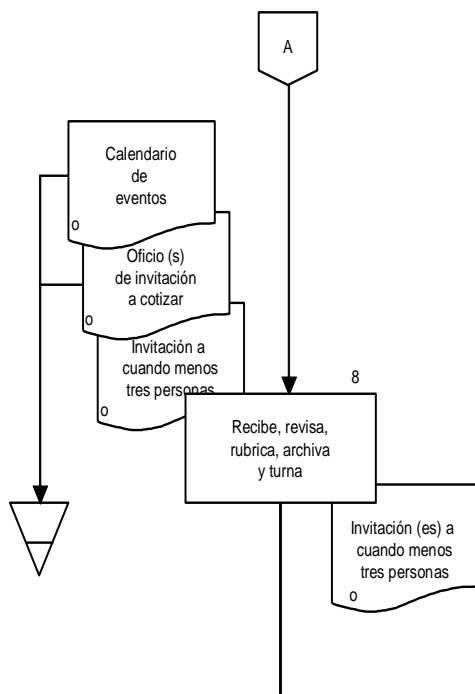 A
Calendario
de
eventos
o
Oficio (s)
de invitación
a cotizar
o
Invitación a
cuando menos
tres personas
o
8
Recibe, revisa,
rubrica, archiva
y turna
Invitación (es) a
cuando menos
tres personas
o